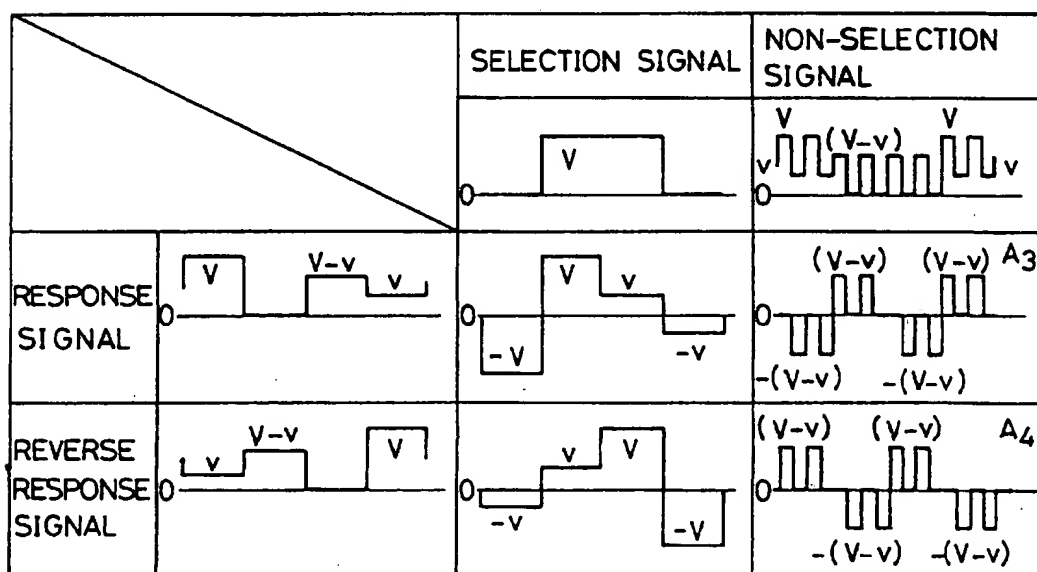 SELECTION SIGNAL
NON-SELECTION
SIGNAL
0 V
V V
(V-v)
v v
0
RESPONSE
SIGNAL
V V-v v
0
V v
0
-V -v
(V-v) (V-v) A3
0
-(V-v) -(V-v)
REVERSE
RESPONSE
SIGNAL
v V-v V
0
v V
0
-v -V
(V-v) (V-v) A4
0
-(V-v) -(V-v)